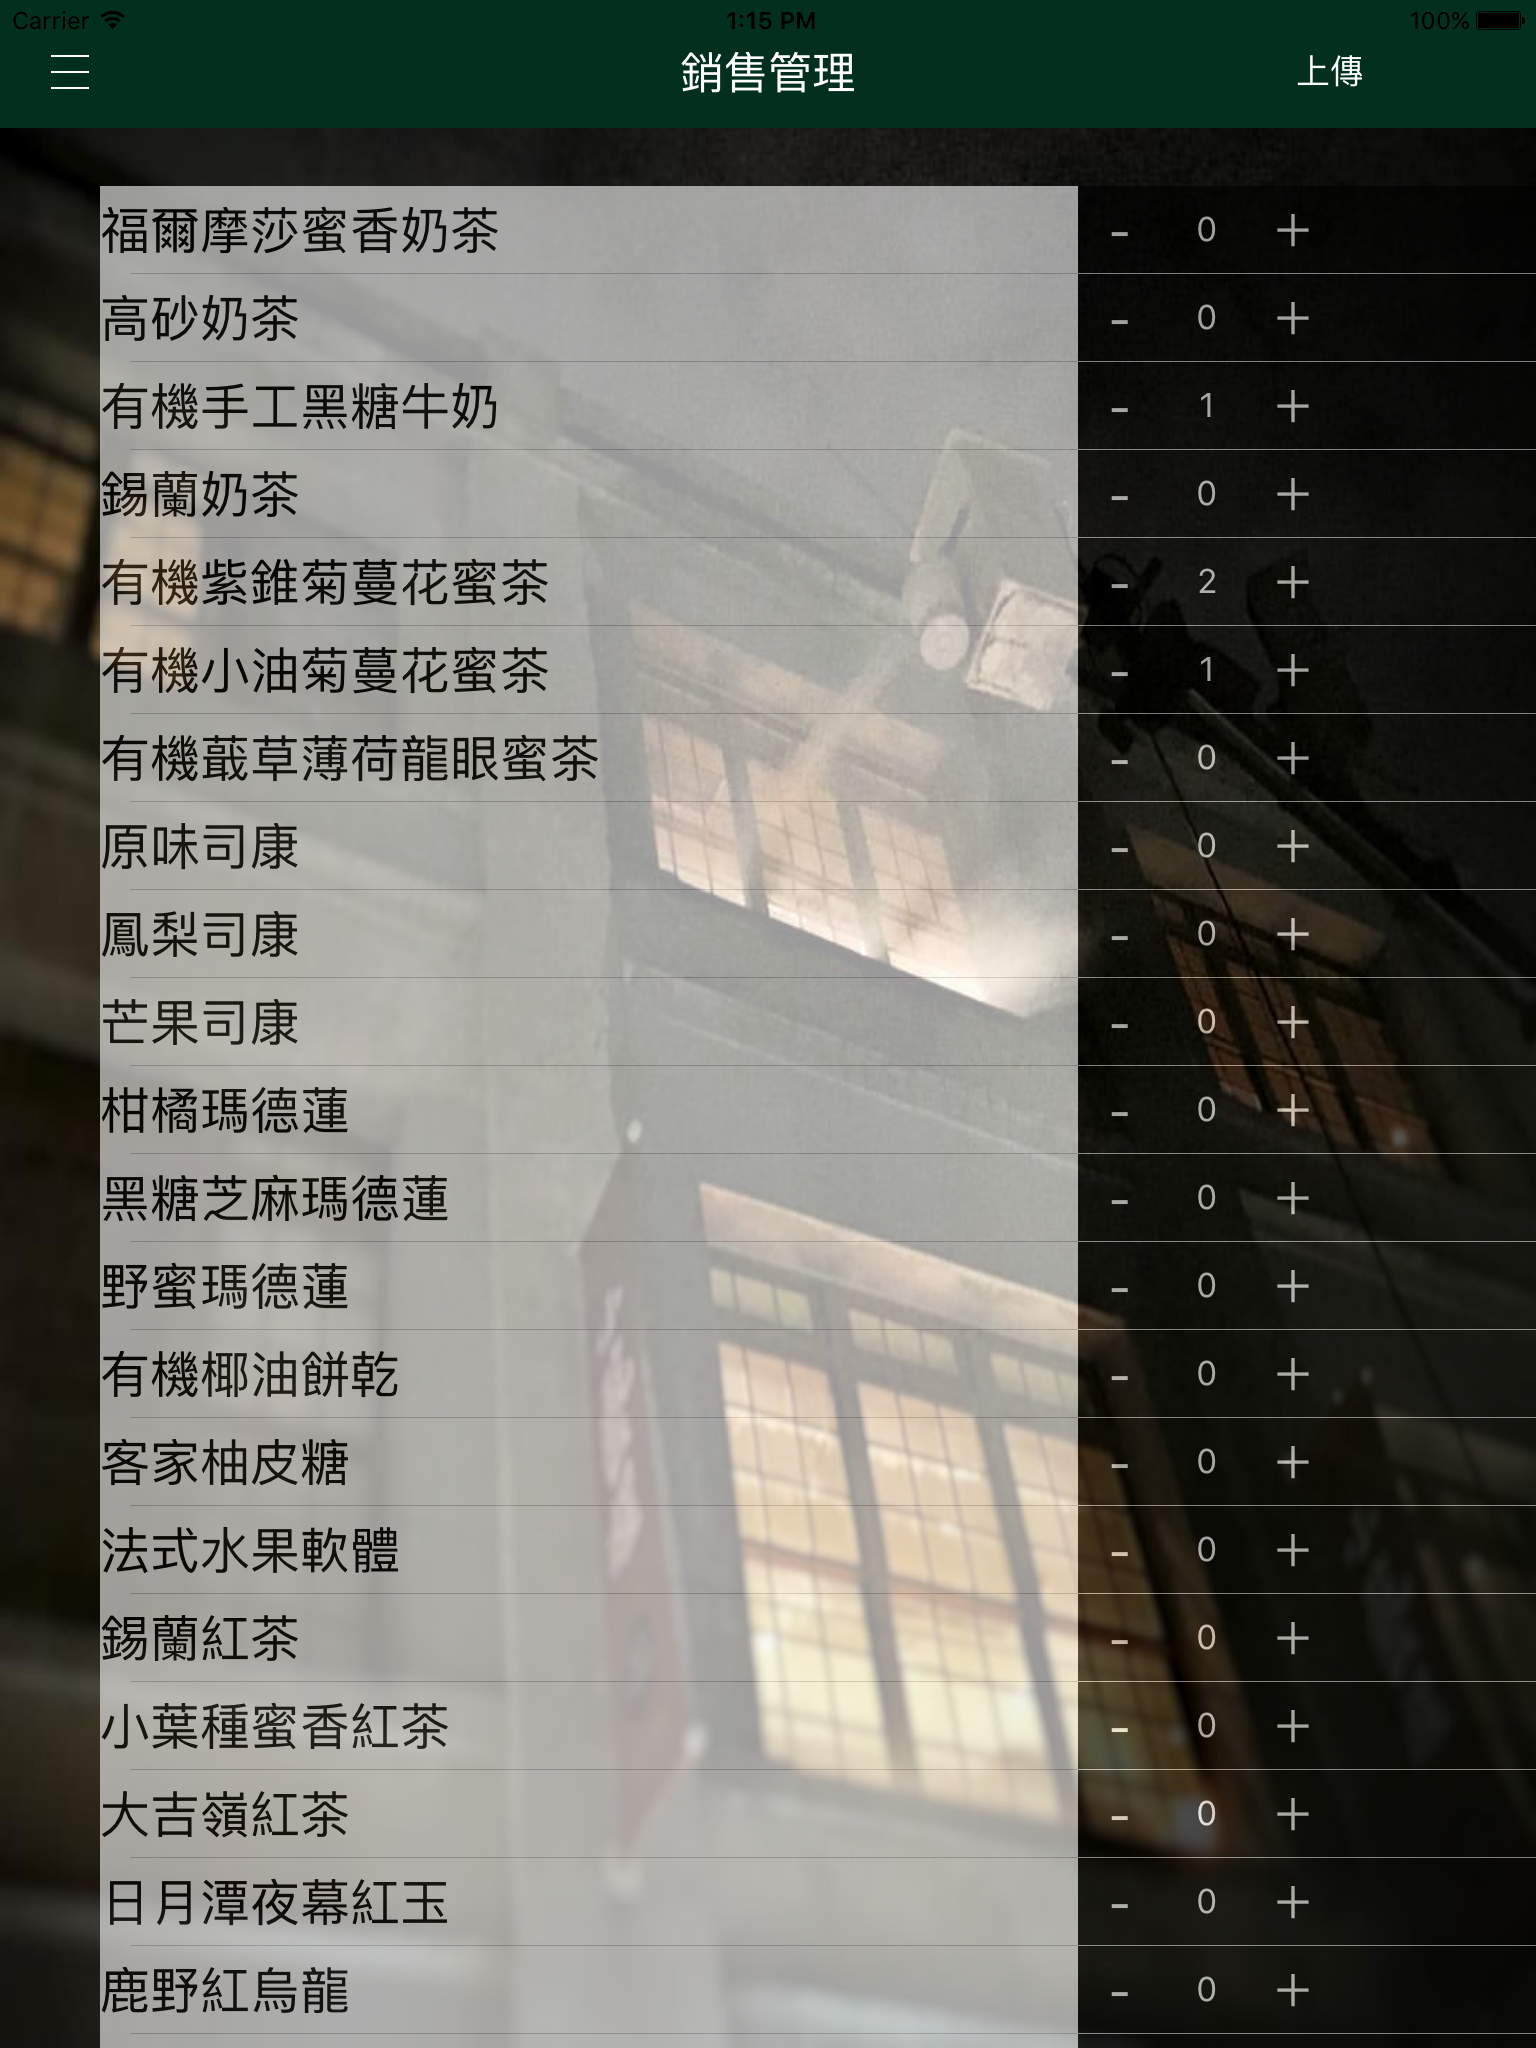 Carrier 1:15 PM 100%
銷售管理 上傳
福爾摩莎蜜香奶茶 - 0 +
高砂奶茶 - 0 +
有機手工黑糖牛奶 - 1 +
錫蘭奶茶 - 0 +
有機紫錐菊蔓花蜜茶 - 2 +
有機小油菊蔓花蜜茶 - 1 +
有機蕺草薄荷龍眼蜜茶 - 0 +
原味司康 - 0 +
鳳梨司康 - 0 +
芒果司康 - 0 +
柑橘瑪德蓮 - 0 +
黑糖芝麻瑪德蓮 - 0 +
野蜜瑪德蓮 - 0 +
有機椰油餅乾 - 0 +
客家柚皮糖 - 0 +
法式水果軟體 - 0 +
錫蘭紅茶 - 0 +
小葉種蜜香紅茶 - 0 +
大吉嶺紅茶 - 0 +
日月潭夜幕紅玉 - 0 +
鹿野紅烏龍 - 0 +